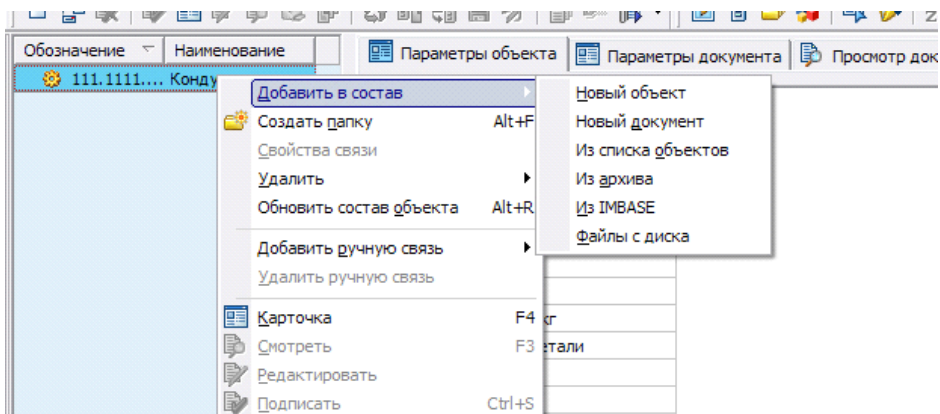 Обозначение Наименование Параметры объекта Параметры документа Просмотр док
111.1111.... Конду
Добавить в состав
Создать папку Alt+F
Свойства связи
Удалить
Обновить состав объекта Alt+R
Добавить ручную связь
Удалить ручную связь
Карточка F4
Смотреть F3
Редактировать
Подписать Ctrl+S
Новый объект
Новый документ
Из списка объектов
Из архива
Из IMBASE
Файлы с диска
кг
етали